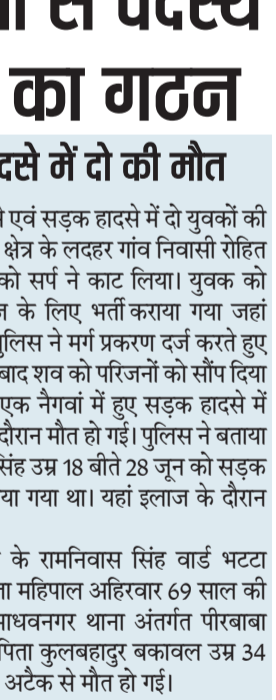 से पदस्थ
का गठन
दसे में दो की मौत
एवं सड़क हादसे में दो युवकों की
क्षेत्र के लदहर गांव निवासी रोहित
को सर्प ने काट लिया। युवक को
के लिए भर्ती कराया गया जहां
पुलिस ने मर्ग प्रकरण दर्ज करते हुए
बाद शव को परिजनों को सौंप दिया
एक नैगवां में हुए सड़क हादसे में
दौरान मौत हो गई। पुलिस ने बताया
सिंह उम्र 18 बीते 28 जून को सड़क
या गया था। यहां इलाज के दौरान
के रामनिवास सिंह वार्ड भटटा
ता महिपाल अहिरवार 69 साल की
माधवनगर थाना अंतर्गत पीरबाबा
पिता कुलबहादुर बकावल उम्र 34
अटैक से मौत हो गई।